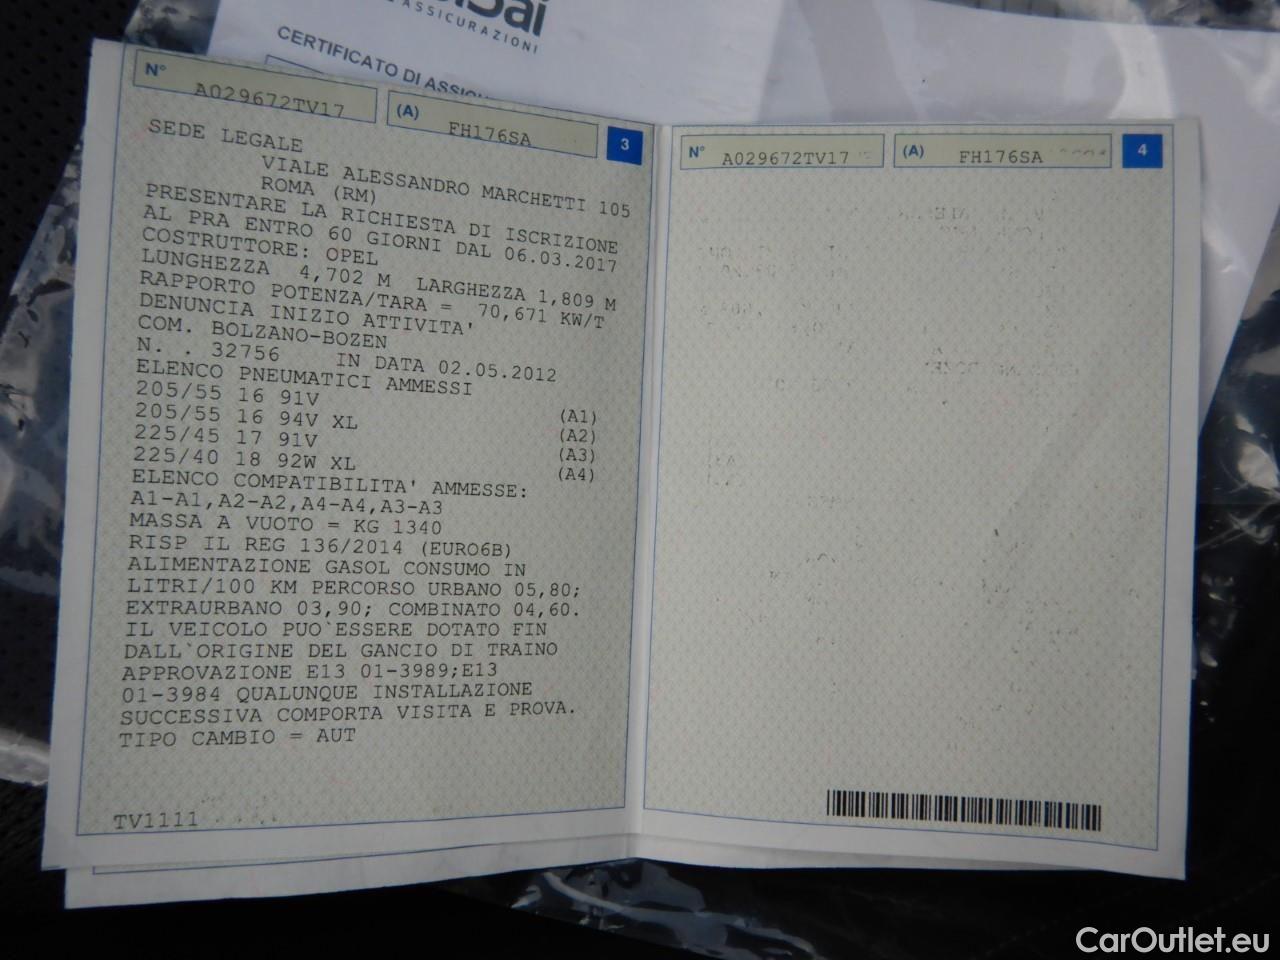 ASSICURAZIONI
CERTIFICATO DI
N° A029672TV17 (A) FH176SA 3
SEDE LEGALE
VIALE ALESSANDRO MARCHETTI 105
ROMA (RM)
PRESENTARE LA RICHIESTA DI ISCRIZIONE
AL PRA ENTRO 60 GIORNI DAL 06.03.2017
COSTRUTTORE: OPEL
LUNGHEZZA 4,702 M LARGHEZZA 1,809 M
RAPPORTO POTENZA/TARA = 70,671 KW/T
DENUNCIA INIZIO ATTIVITA'
COM. BOLZANO-BOZEN
N. . 32756 IN DATA 02.05.2012
ELENCO PNEUMATICI AMMESSI
205/55 16 91V (A1)
205/55 16 94V XL (A2)
225/45 17 91V (A3)
225/40 18 92W XL (A4)
ELENCO COMPATIBILITA' AMMESSE:
A1-A1,A2-A2,A4-A4,A3-A3
MASSA A VUOTO = KG 1340
RISP IL REG 136/2014 (EURO6B)
ALIMENTAZIONE GASOL CONSUMO IN
LITRI/100 KM PERCORSO URBANO 05,80;
EXTRAURBANO 03,90; COMBINATO 04,60.
IL VEICOLO PUO`ESSERE DOTATO FIN
DALL`ORIGINE DEL GANCIO DI TRAINO
APPROVAZIONE E13 01-3989;E13
01-3984 QUALUNQUE INSTALLAZIONE
SUCCESSIVA COMPORTA VISITA E PROVA.
TIPO CAMBIO = AUT
TV1111
N° A029672TV17 (A) FH176SA 4
CarOutlet.eu